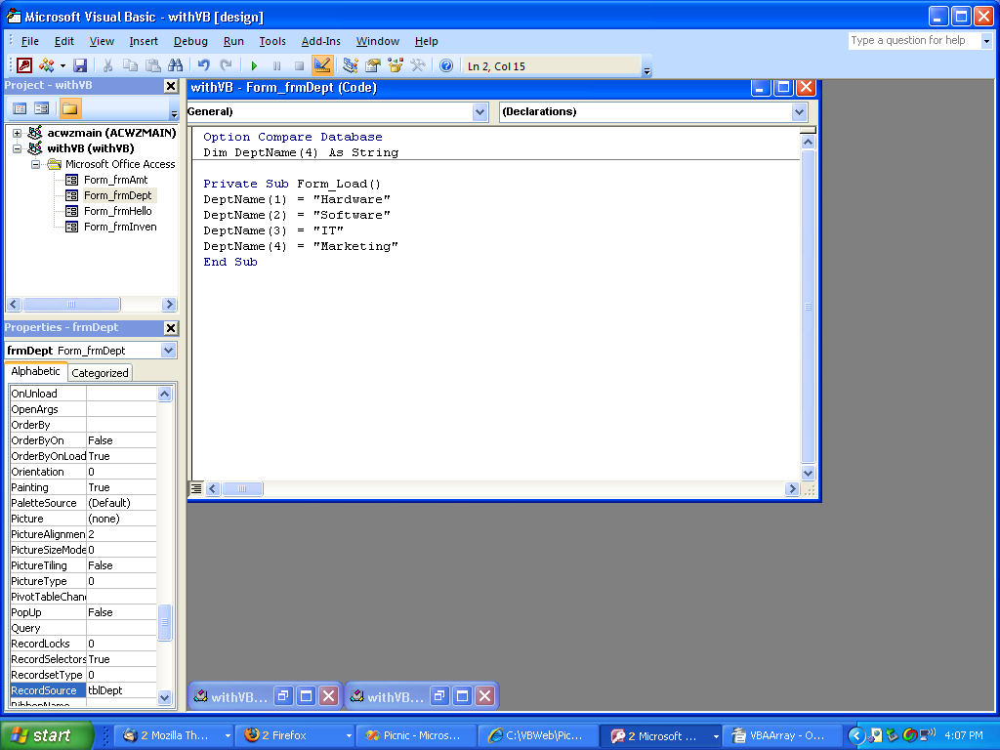 Microsoft Visual Basic - withVB [design]
File Edit View Insert Debug Run Tools Add-Ins Window Help
Type a question for help
Ln 2, Col 15
Project - withVB
acwzmain (ACWZMAIN)
withVB (withVB)
Microsoft Office Access
Form_frmAmt
Form_frmDept
Form_frmHello
Form_frmInven
Properties - frmDept
frmDept Form_frmDept
Alphabetic Categorized
OnUnload
OpenArgs
OrderBy
OrderByOn False
OrderByOnLoad True
Orientation 0
Painting True
PaletteSource (Default)
Picture (none)
PictureAlignmen 2
PictureSizeMode 0
PictureTiling False
PictureType 0
PivotTableChan
PopUp False
Query
RecordLocks 0
RecordSelectors True
RecordsetType 0
RecordSource tblDept
RibbonName
withVB - Form_frmDept (Code)
General) (Declarations)
Option Compare Database
Dim DeptName(4) As String
Private Sub Form_Load()
DeptName(1) = "Hardware"
DeptName(2) = "Software"
DeptName(3) = "IT"
DeptName(4) = "Marketing"
End Sub
withVB... withVB...
start 2 Mozilla Th... 2 Firefox Picnic - Micros... C:\VBWeb\Pic... 2 Microsoft ... VBAArray - O... 4:07 PM